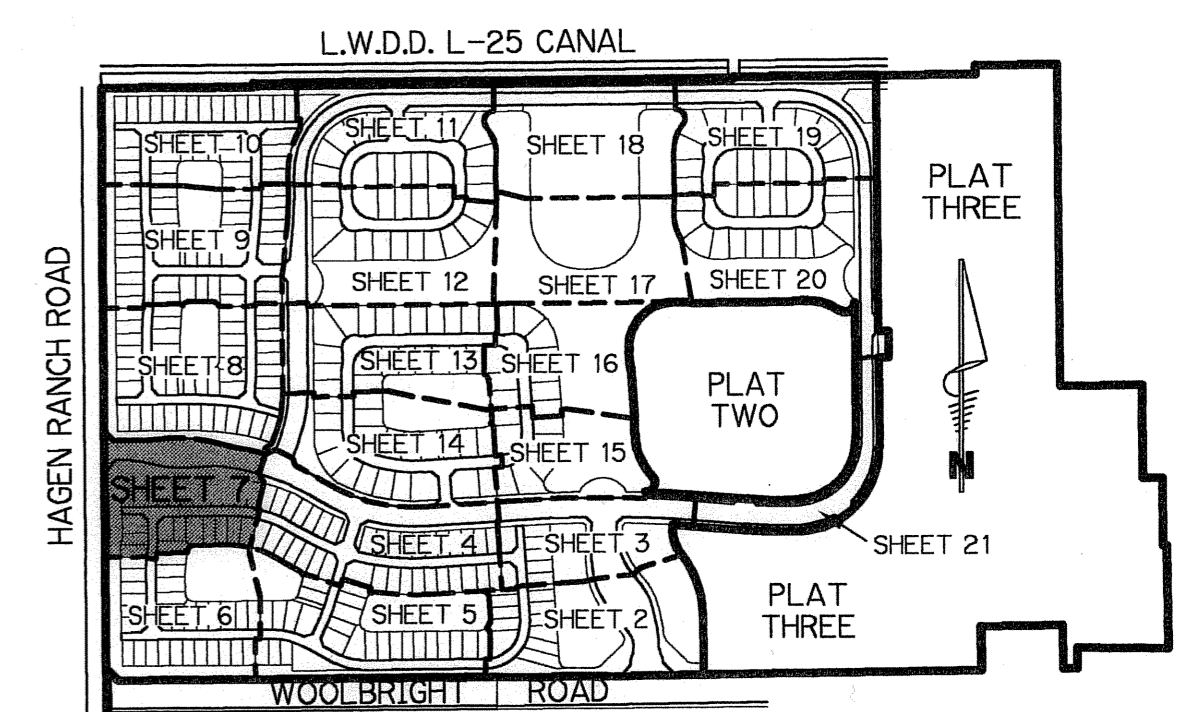 L.W.D.D. L-25 CANAL
SHEET 10
SHEET 11
SHEET 18
SHEET 19
PLAT
THREE
SHEET 9
SHEET 12
SHEET 17
SHEET 20
HAGEN RANCH ROAD
SHEET 8
SHEET 13
SHEET 16
PLAT
TWO
SHEET 14
SHEET 15
N
SHEET 7
SHEET 4
SHEET 3
SHEET 21
SHEET 6
SHEET 5
SHEET 2
PLAT
THREE
WOOLBRIGHT ROAD